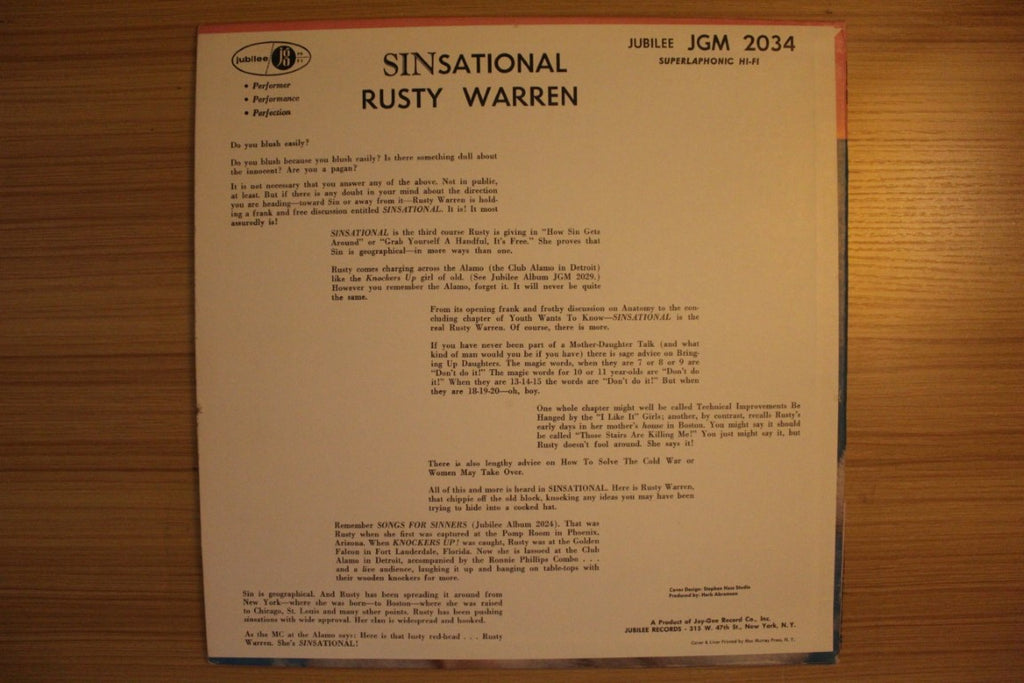 jubilee JG
• Performer
• Performance
• Perfection
SINSATIONAL
RUSTY WARREN
JUBILEE JGM 2034
SUPERLAPHONIC HI-FI
Do you blush easily?
Do you blush because you blush easily? Is there something dull about
the innocent? Are you a pagan?
It is not necessary that you answer any of the above. Not in public,
at least. But if there is any doubt in your mind about the direction
you are heading—toward Sin or away from it—Rusty Warren is hold-
ing a frank and free discussion entitled SINSATIONAL. It is! It most
assuredly is!
SINSATIONAL is the third course Rusty is giving in "How Sin Gets
Around" or "Grab Yourself A Handful, It's Free." She proves that
Sin is geographical—in more ways than one.
Rusty comes charging across the Alamo (the Club Alamo in Detroit)
like the Knockers Up girl of old. (See Jubilee Album JGM 2029.)
However you remember the Alamo, forget it. It will never be quite
the same.
From its opening frank and frothy discussion on Anatomy to the con-
cluding chapter of Youth Wants To Know—SINSATIONAL is the
real Rusty Warren. Of course, there is more.
If you have never been part of a Mother-Daughter Talk (and what
kind of man would you be if you have) there is sage advice on Bring-
ing Up Daughters. The magic words, when they are 7 or 8 or 9 are
"Don't do it!" The magic words for 10 or 11 year-olds are "Don't do
it!" When they are 13-14-15 the words are "Don't do it!" But when
they are 18-19-20—oh, boy.
One whole chapter might well be called Technical Improvements Be
Hanged by the "I Like It" Girls; another, by contrast, recalls Rusty's
early days in her mother's house in Boston. You might say it should
be called "Those Stairs Are Killing Me!" You just might say it, but
Rusty doesn't fool around. She says it!
There is also lengthy advice on How To Solve The Cold War or
Women May Take Over.
All of this and more is heard in SINSATIONAL. Here is Rusty Warren,
that chippie off the old block, knocking any ideas you may have been
trying to hide into a cocked hat.
Remember SONGS FOR SINNERS (Jubilee Album 2024). That was
Rusty when she first was captured at the Pomp Room in Phoenix,
Arizona. When KNOCKERS UP! was caught, Rusty was at the Golden
Falcon in Fort Lauderdale, Florida. Now she is lassoed at the Club
Alamo in Detroit, accompanied by the Ronnie Phillips Combo . . .
and a live audience, laughing it up and banging on table-tops with
their wooden knockers for more.
Sin is geographical. And Rusty has been spreading it around from
New York—where she was born—to Boston—where she was raised
to Chicago, St. Louis and many other points. Rusty has been pushing
sinsations with wide approval. Her clan is widespread and hooked.
As the MC at the Alamo says: Here is that lusty red-head . . . Rusty
Warren. She's SINSATIONAL!
Cover Design: Stephen Haas Studio
Produced by: Herb Abramson
A Product of Jay-Gee Record Co., Inc.
JUBILEE RECORDS - 315 W. 47th St., New York, N. Y.
Cover & Liner Printed by Mac Murray Press, N. Y.